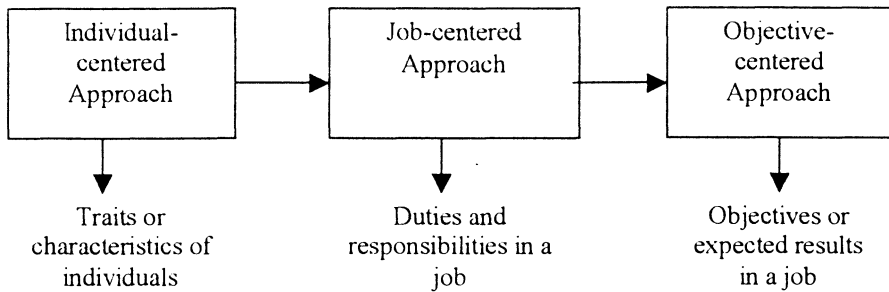 Individual-
centered
Approach
Job-centered
Approach
Objective-
centered
Approach
Traits or
characteristics of
individuals
Duties and
responsibilities in a
job
Objectives or
expected results
in a job